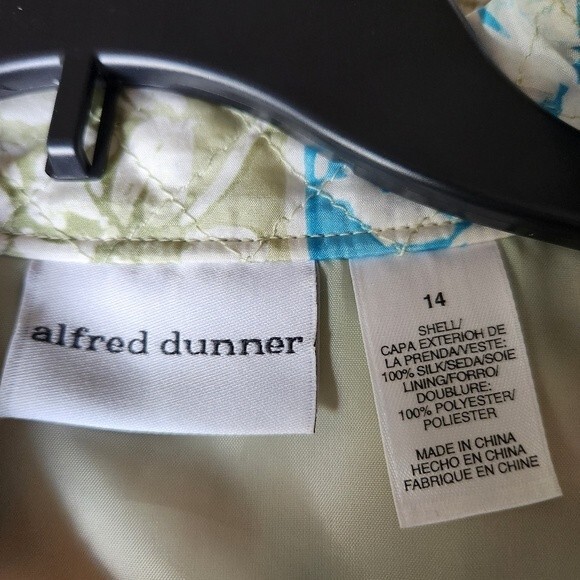 alfred dunner
14
SHELL/
CAPA EXTERIOR DE
LA PRENDA/VESTE:
100% SILK/SEDA/SOIE
LINING/FORRO/
DOUBLURE:
100% POLYESTER/
POLIESTER
MADE IN CHINA
HECHO EN CHINA
FABRIQUE EN CHINE